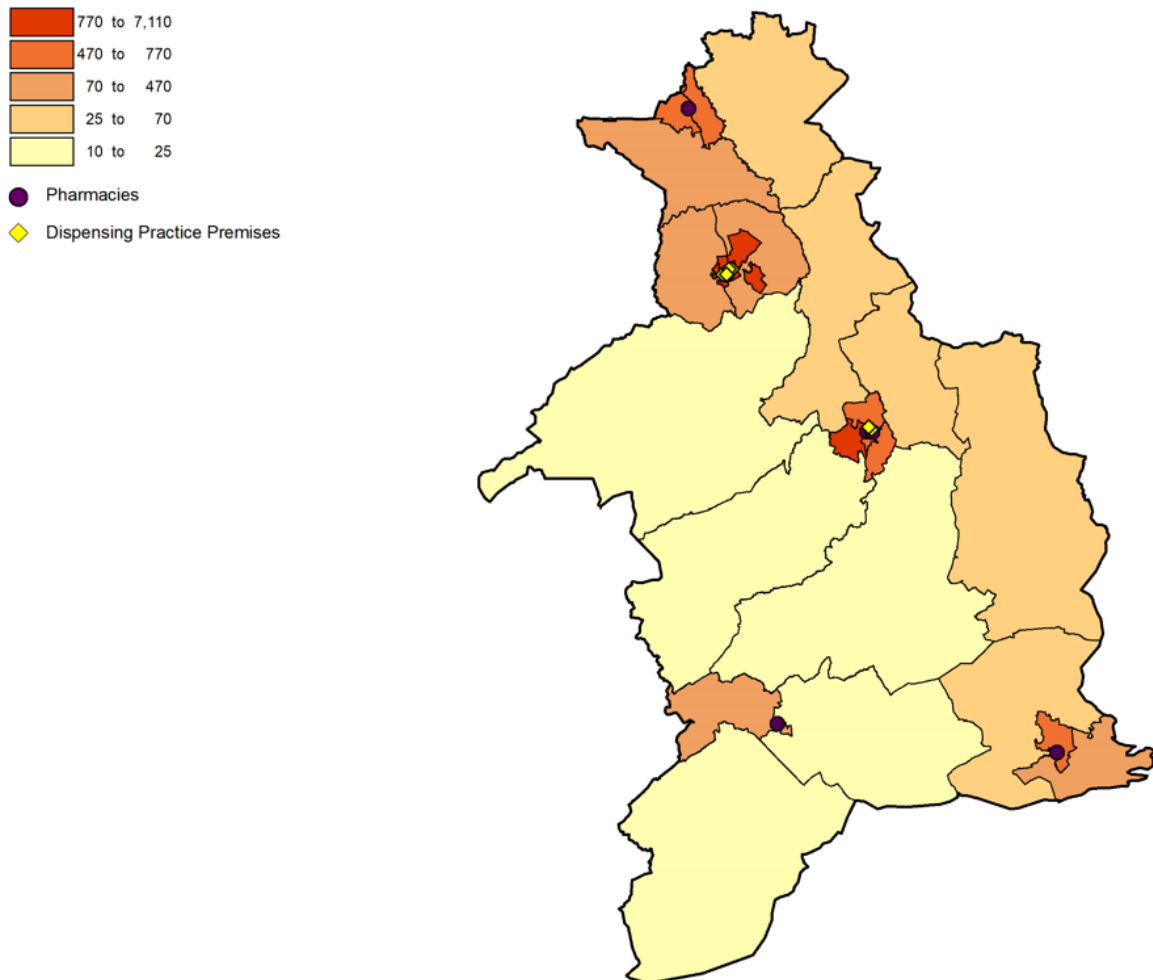 770 to 7,110
470 to 770
70 to 470
25 to 70
10 to 25
Pharmacies
Dispensing Practice Premises